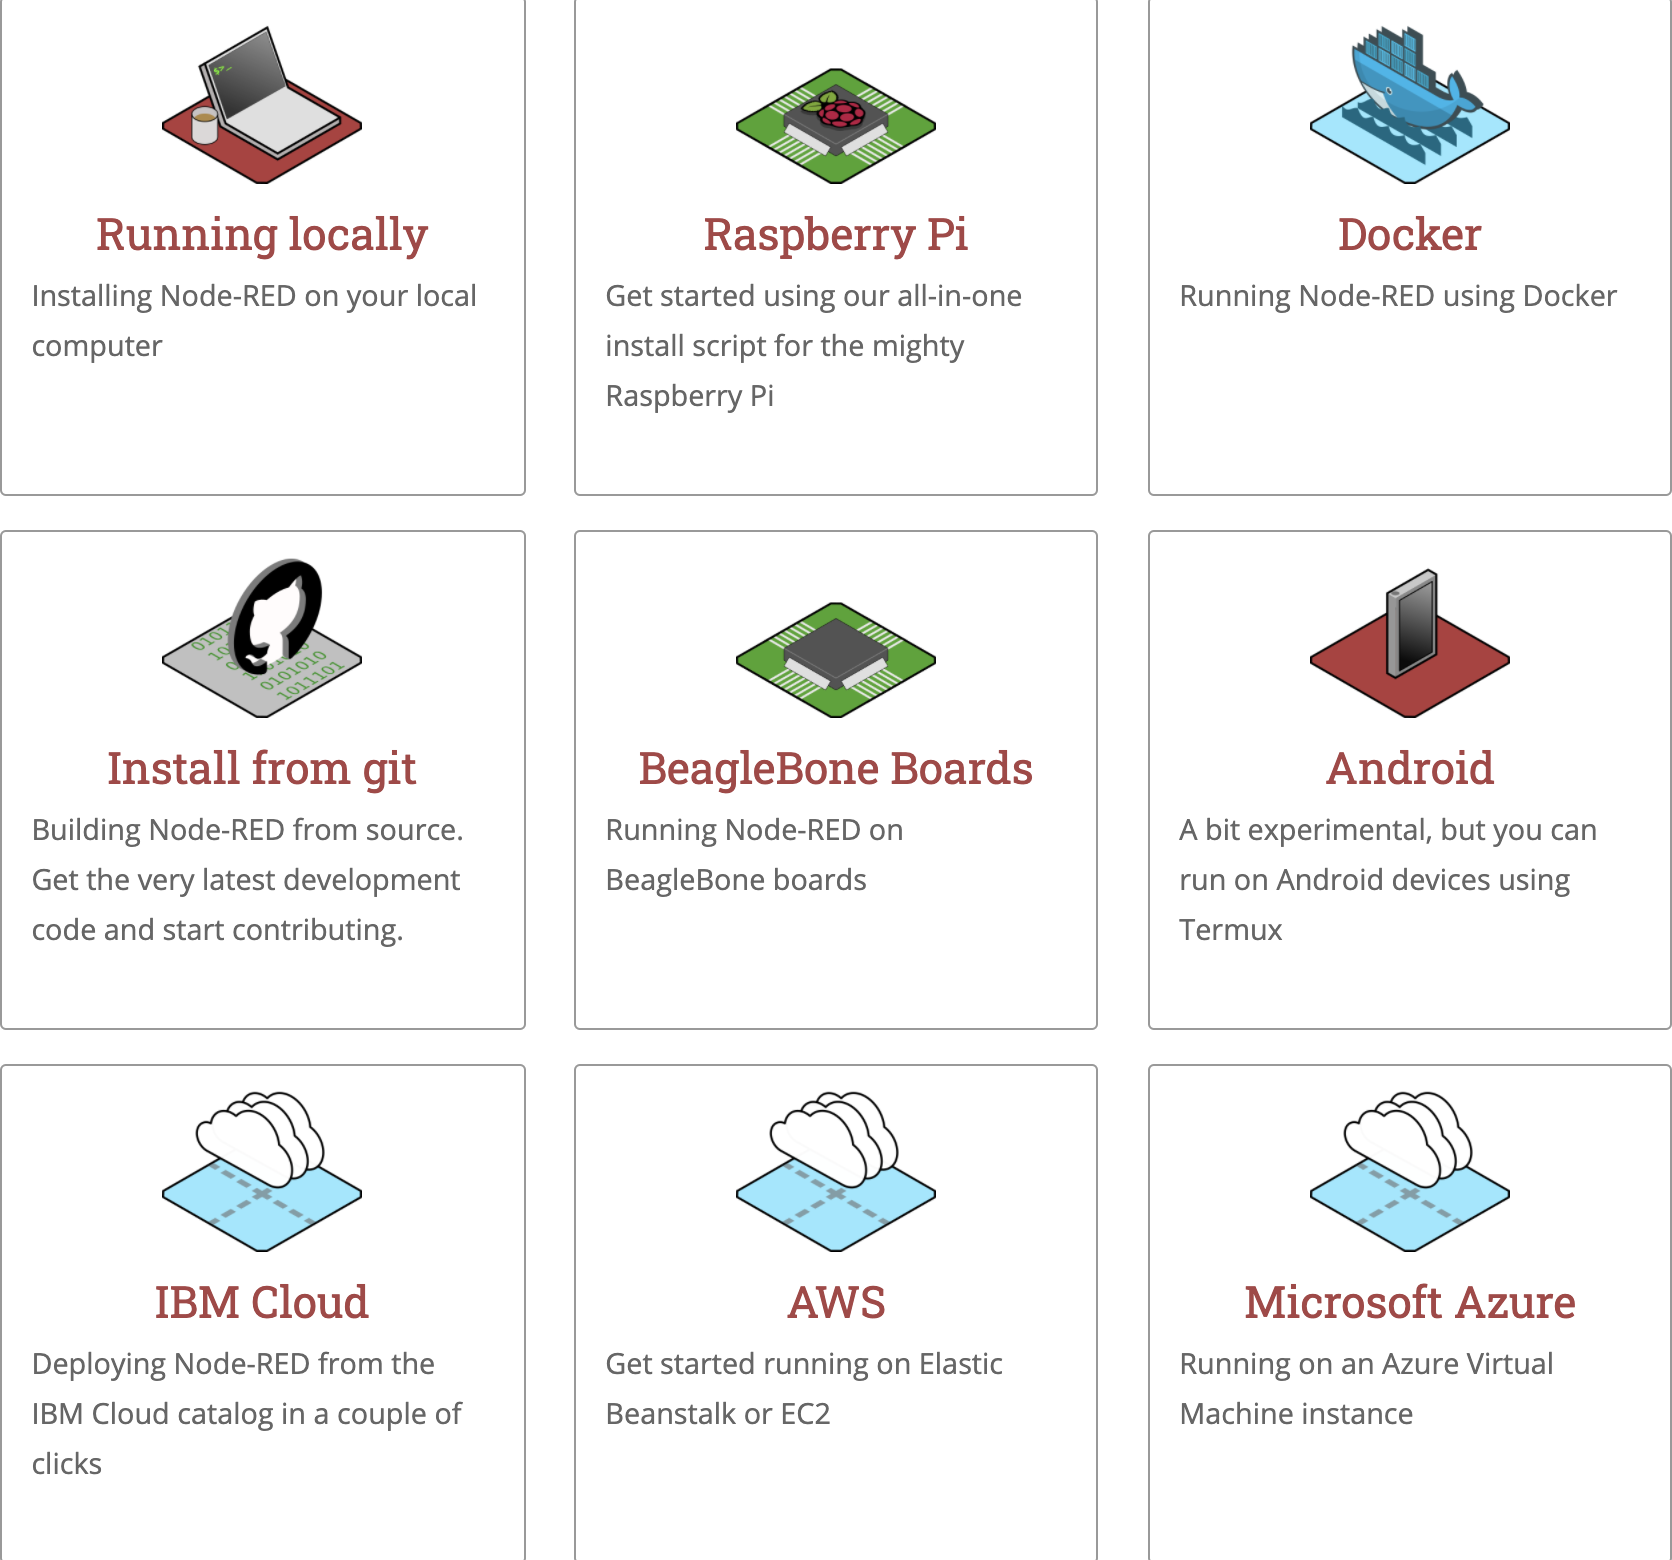 $>_
Running locally
Installing Node-RED on your local
computer
Raspberry Pi
Get started using our all-in-one
install script for the mighty
Raspberry Pi
Docker
Running Node-RED using Docker
0101010
1011101
Install from git
Building Node-RED from source.
Get the very latest development
code and start contributing.
BeagleBone Boards
Running Node-RED on
BeagleBone boards
Android
A bit experimental, but you can
run on Android devices using
Termux
IBM Cloud
Deploying Node-RED from the
IBM Cloud catalog in a couple of
clicks
AWS
Get started running on Elastic
Beanstalk or EC2
Microsoft Azure
Running on an Azure Virtual
Machine instance